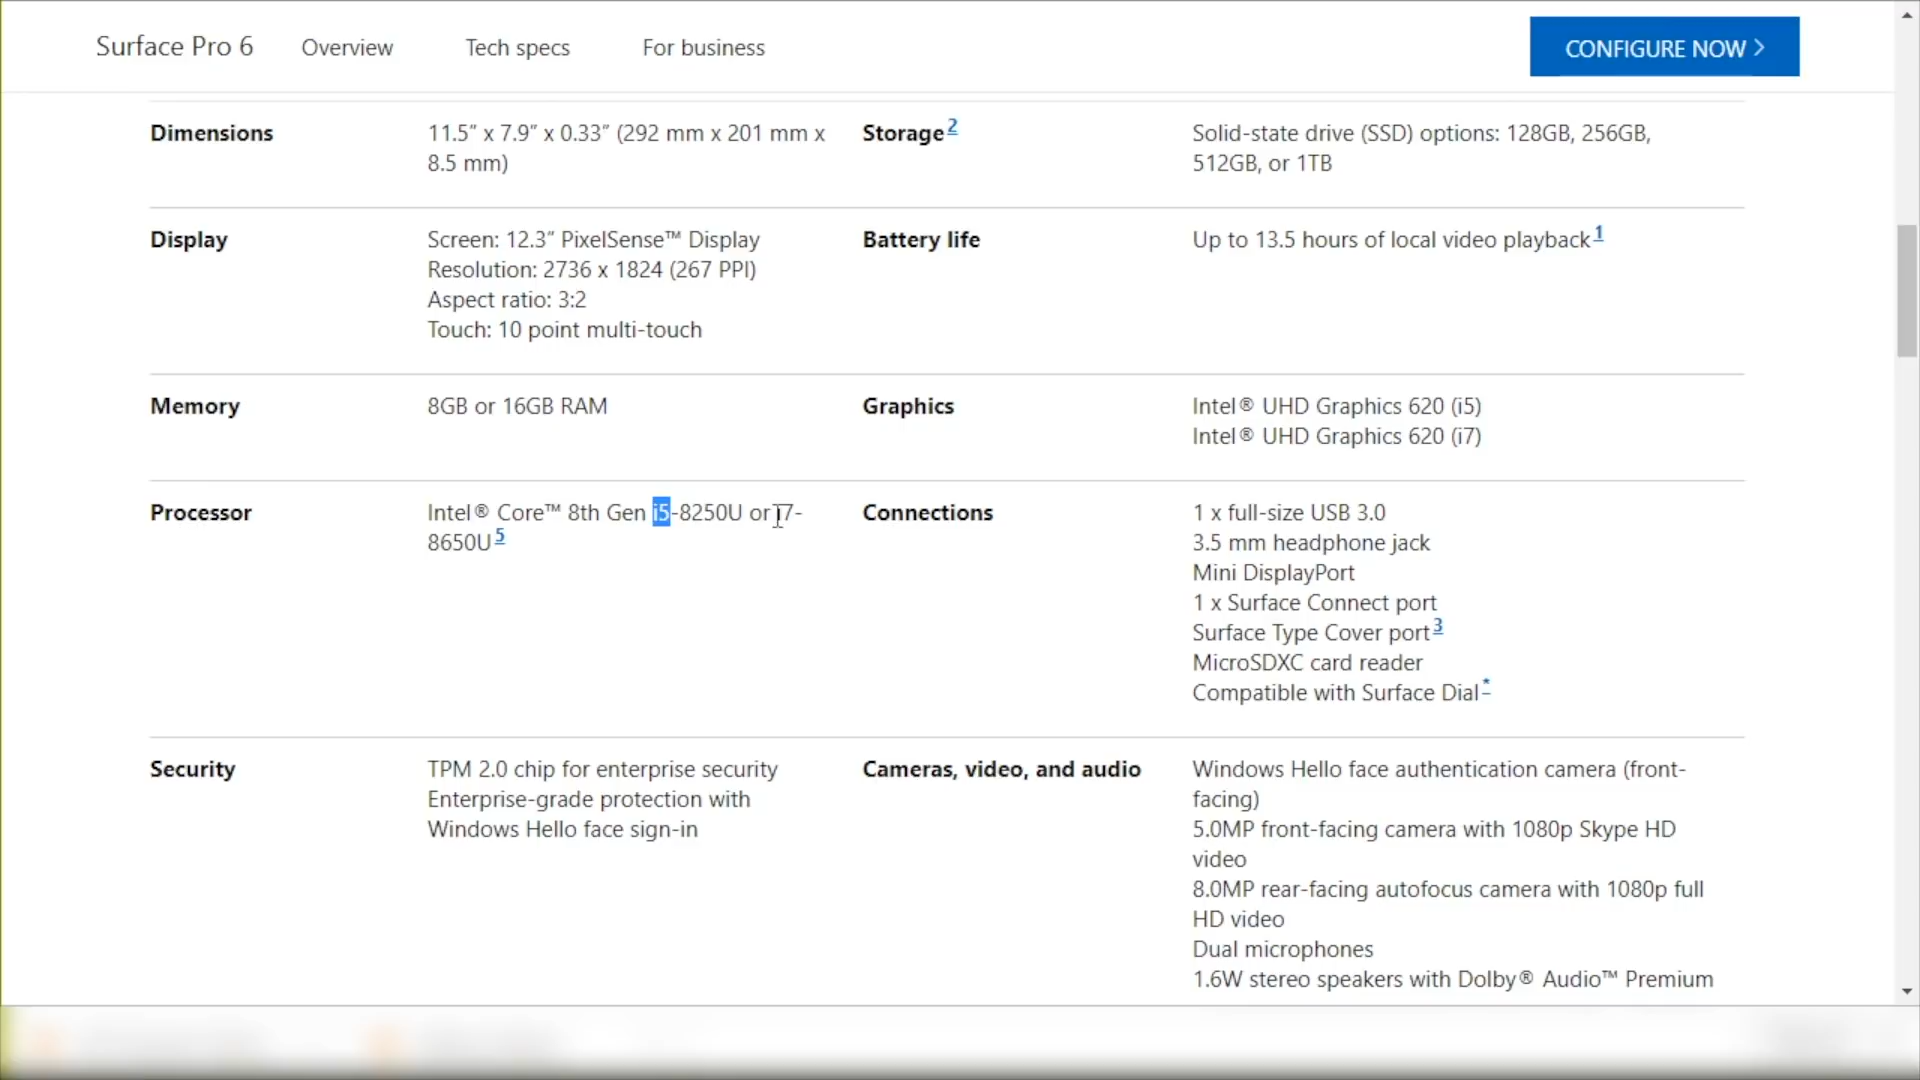 Surface Pro 6
Overview
Tech specs
For business
CONFIGURE NOW
Dimensions
11.5” x 7.9” x 0.33” (292 mm x 201 mm x
8.5 mm)
Storage2
Solid-state drive (SSD) options: 128GB, 256GB,
512GB, or 1TB
Display
Screen: 12.3” PixelSense™ Display
Resolution: 2736 x 1824 (267 PPI)
Aspect ratio: 3:2
Touch: 10 point multi-touch
Battery life
Up to 13.5 hours of local video playback1
Memory
8GB or 16GB RAM
Graphics
Intel® UHD Graphics 620 (i5)
Intel® UHD Graphics 620 (i7)
Processor
Intel® Core™ 8th Gen i5-8250U or i7-
8650U5
Connections
1 x full-size USB 3.0
3.5 mm headphone jack
Mini DisplayPort
1 x Surface Connect port
Surface Type Cover port3
MicroSDXC card reader
Compatible with Surface Dial*
Security
TPM 2.0 chip for enterprise security
Enterprise-grade protection with
Windows Hello face sign-in
Cameras, video, and audio
Windows Hello face authentication camera (front-
facing)
5.0MP front-facing camera with 1080p Skype HD
video
8.0MP rear-facing autofocus camera with 1080p full
HD video
Dual microphones
1.6W stereo speakers with Dolby® Audio™ Premium